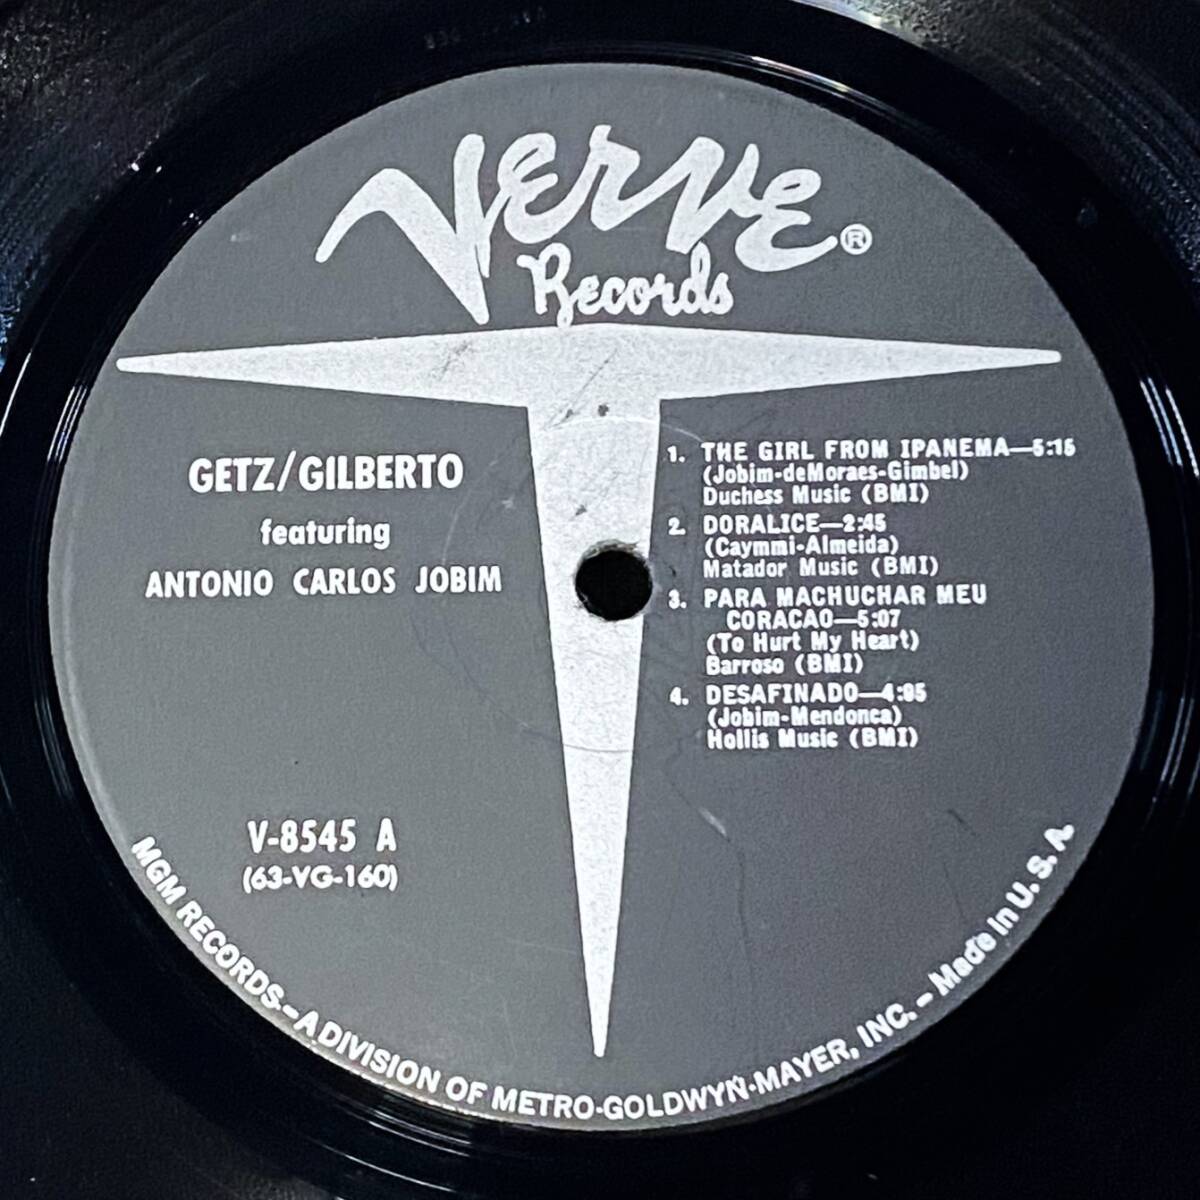 Verve®
Records
GETZ/GILBERTO
featuring
ANTONIO CARLOS JOBIM
1. THE GIRL FROM IPANEMA—5:15
(Jobim-deMoraes-Gimbel)
Duchess Music (BMI)
2. DORALICE—2:45
(Caymmi-Almeida)
Matador Music (BMI)
3. PARA MACHUCHAR MEU
CORACAO—5:07
(To Hurt My Heart)
Barroso (BMI)
4. DESAFINADO—4:05
(Jobim-Mendonca)
Hollis Music (BMI)
V-8545 A
(63-VG-160)
MGM RECORDS—A DIVISION OF METRO-GOLDWYN-MAYER, INC. – Made in U. S. A.